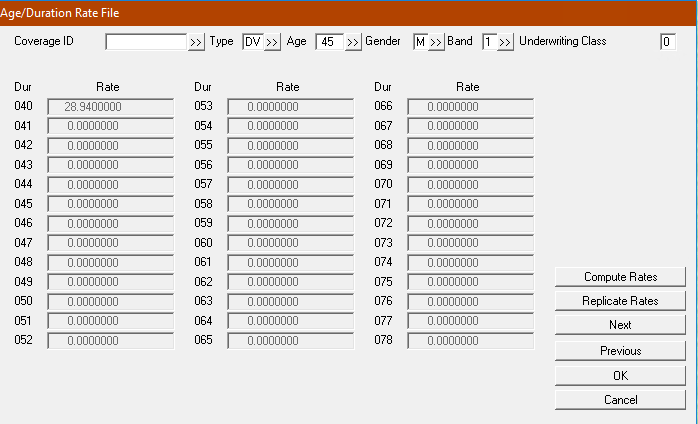 Age/Duration Rate File
Coverage ID >> Type DV >> Age 45 >> Gender M >> Band 1 >> Underwriting Class 0
Dur Rate Dur Rate Dur Rate
040 28.9400000 053 0.0000000 066 0.0000000
041 0.0000000 054 0.0000000 067 0.0000000
042 0.0000000 055 0.0000000 068 0.0000000
043 0.0000000 056 0.0000000 069 0.0000000
044 0.0000000 057 0.0000000 070 0.0000000
045 0.0000000 058 0.0000000 071 0.0000000
046 0.0000000 059 0.0000000 072 0.0000000
047 0.0000000 060 0.0000000 073 0.0000000
048 0.0000000 061 0.0000000 074 0.0000000
049 0.0000000 062 0.0000000 075 0.0000000
050 0.0000000 063 0.0000000 076 0.0000000
051 0.0000000 064 0.0000000 077 0.0000000
052 0.0000000 065 0.0000000 078 0.0000000
Compute Rates
Replicate Rates
Next
Previous
OK
Cancel